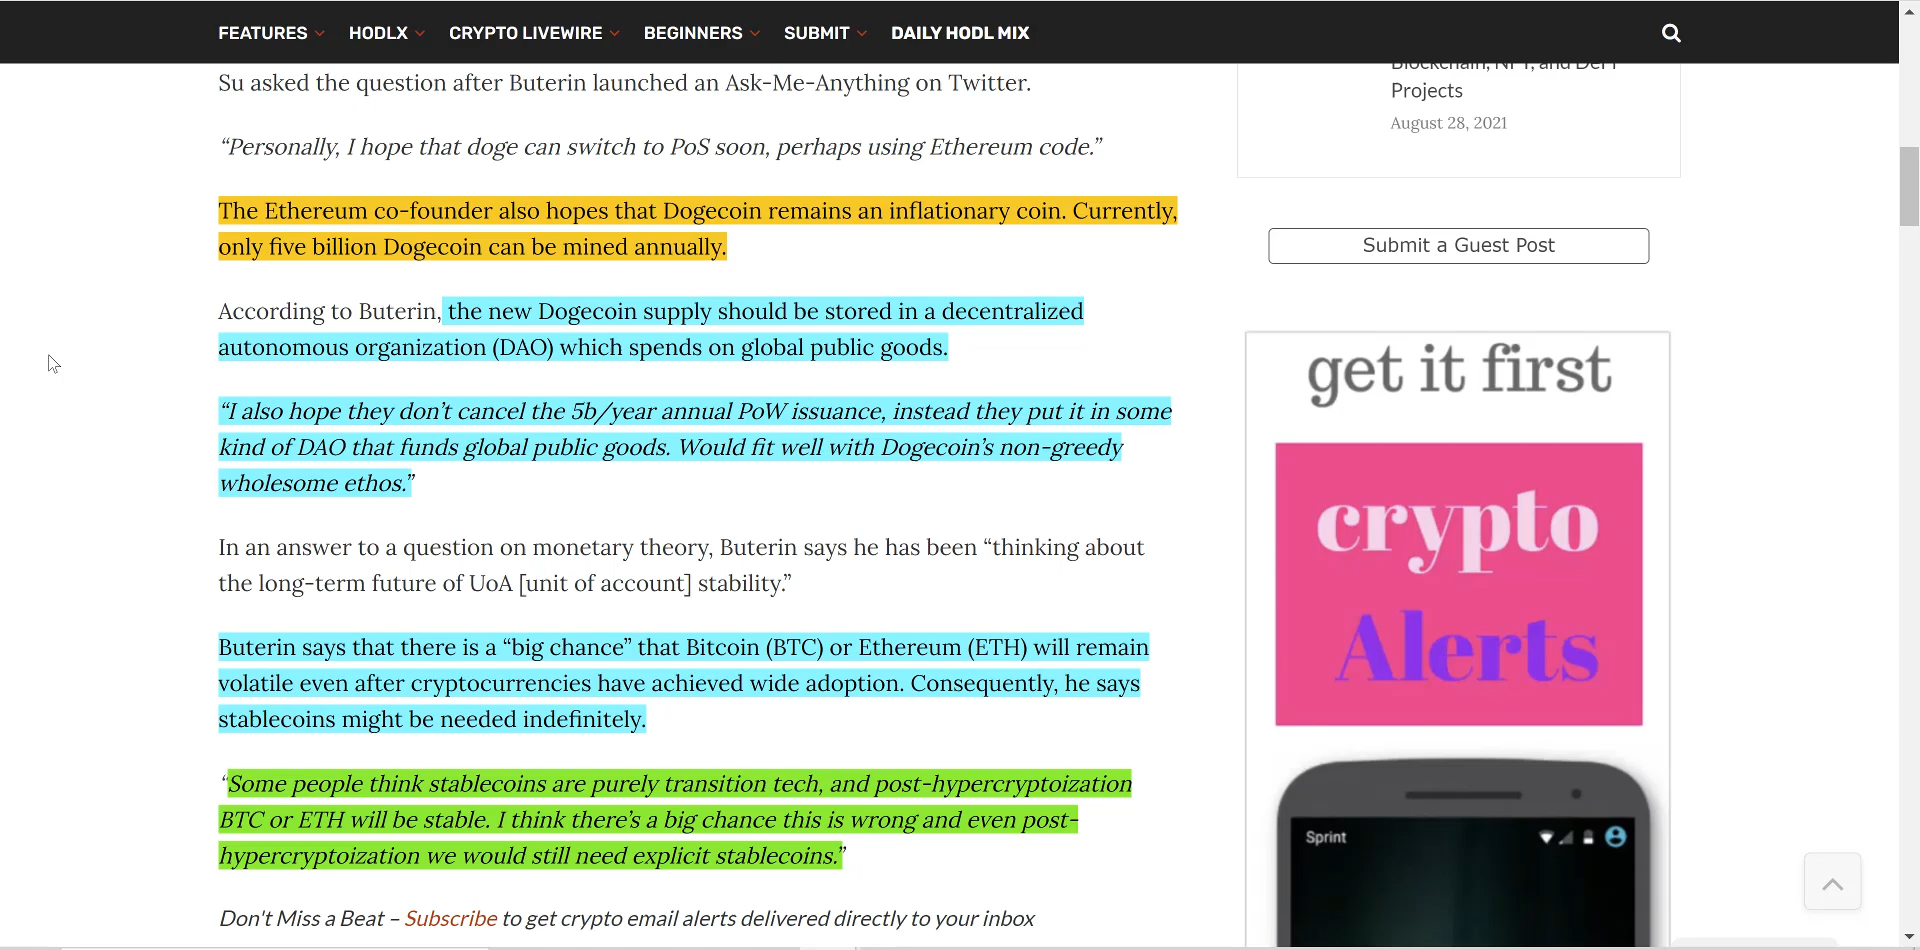 FEATURES HODLX CRYPTO LIVEWIRE BEGINNERS SUBMIT DAILY HODL MIX
Su asked the question after Buterin launched an Ask-Me-Anything on Twitter.
“Personally, I hope that doge can switch to PoS soon, perhaps using Ethereum code.”
The Ethereum co-founder also hopes that Dogecoin remains an inflationary coin. Currently,
only five billion Dogecoin can be mined annually.
According to Buterin, the new Dogecoin supply should be stored in a decentralized
autonomous organization (DAO) which spends on global public goods.
“I also hope they don’t cancel the 5b/year annual PoW issuance, instead they put it in some
kind of DAO that funds global public goods. Would fit well with Dogecoin’s non-greedy
wholesome ethos.”
In an answer to a question on monetary theory, Buterin says he has been “thinking about
the long-term future of UoA [unit of account] stability.”
Buterin says that there is a “big chance” that Bitcoin (BTC) or Ethereum (ETH) will remain
volatile even after cryptocurrencies have achieved wide adoption. Consequently, he says
stablecoins might be needed indefinitely.
“Some people think stablecoins are purely transition tech, and post-hypercryptoization
BTC or ETH will be stable. I think there’s a big chance this is wrong and even post-
hypercryptoization we would still need explicit stablecoins.”
Don't Miss a Beat – Subscribe to get crypto email alerts delivered directly to your inbox
Blockchain, NFT, and DeFi
Projects
August 28, 2021
Submit a Guest Post
get it first
crypto
Alerts
Sprint